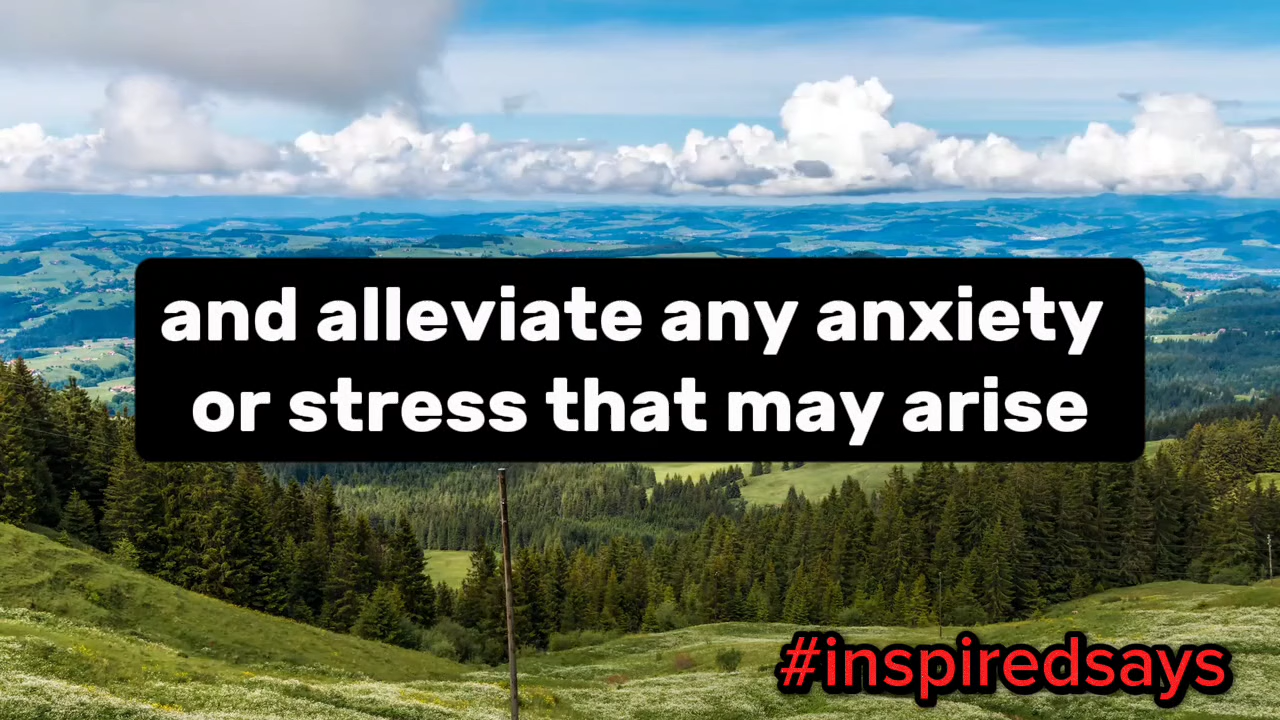 and alleviate any anxiety
or stress that may arise
#inspiredsays